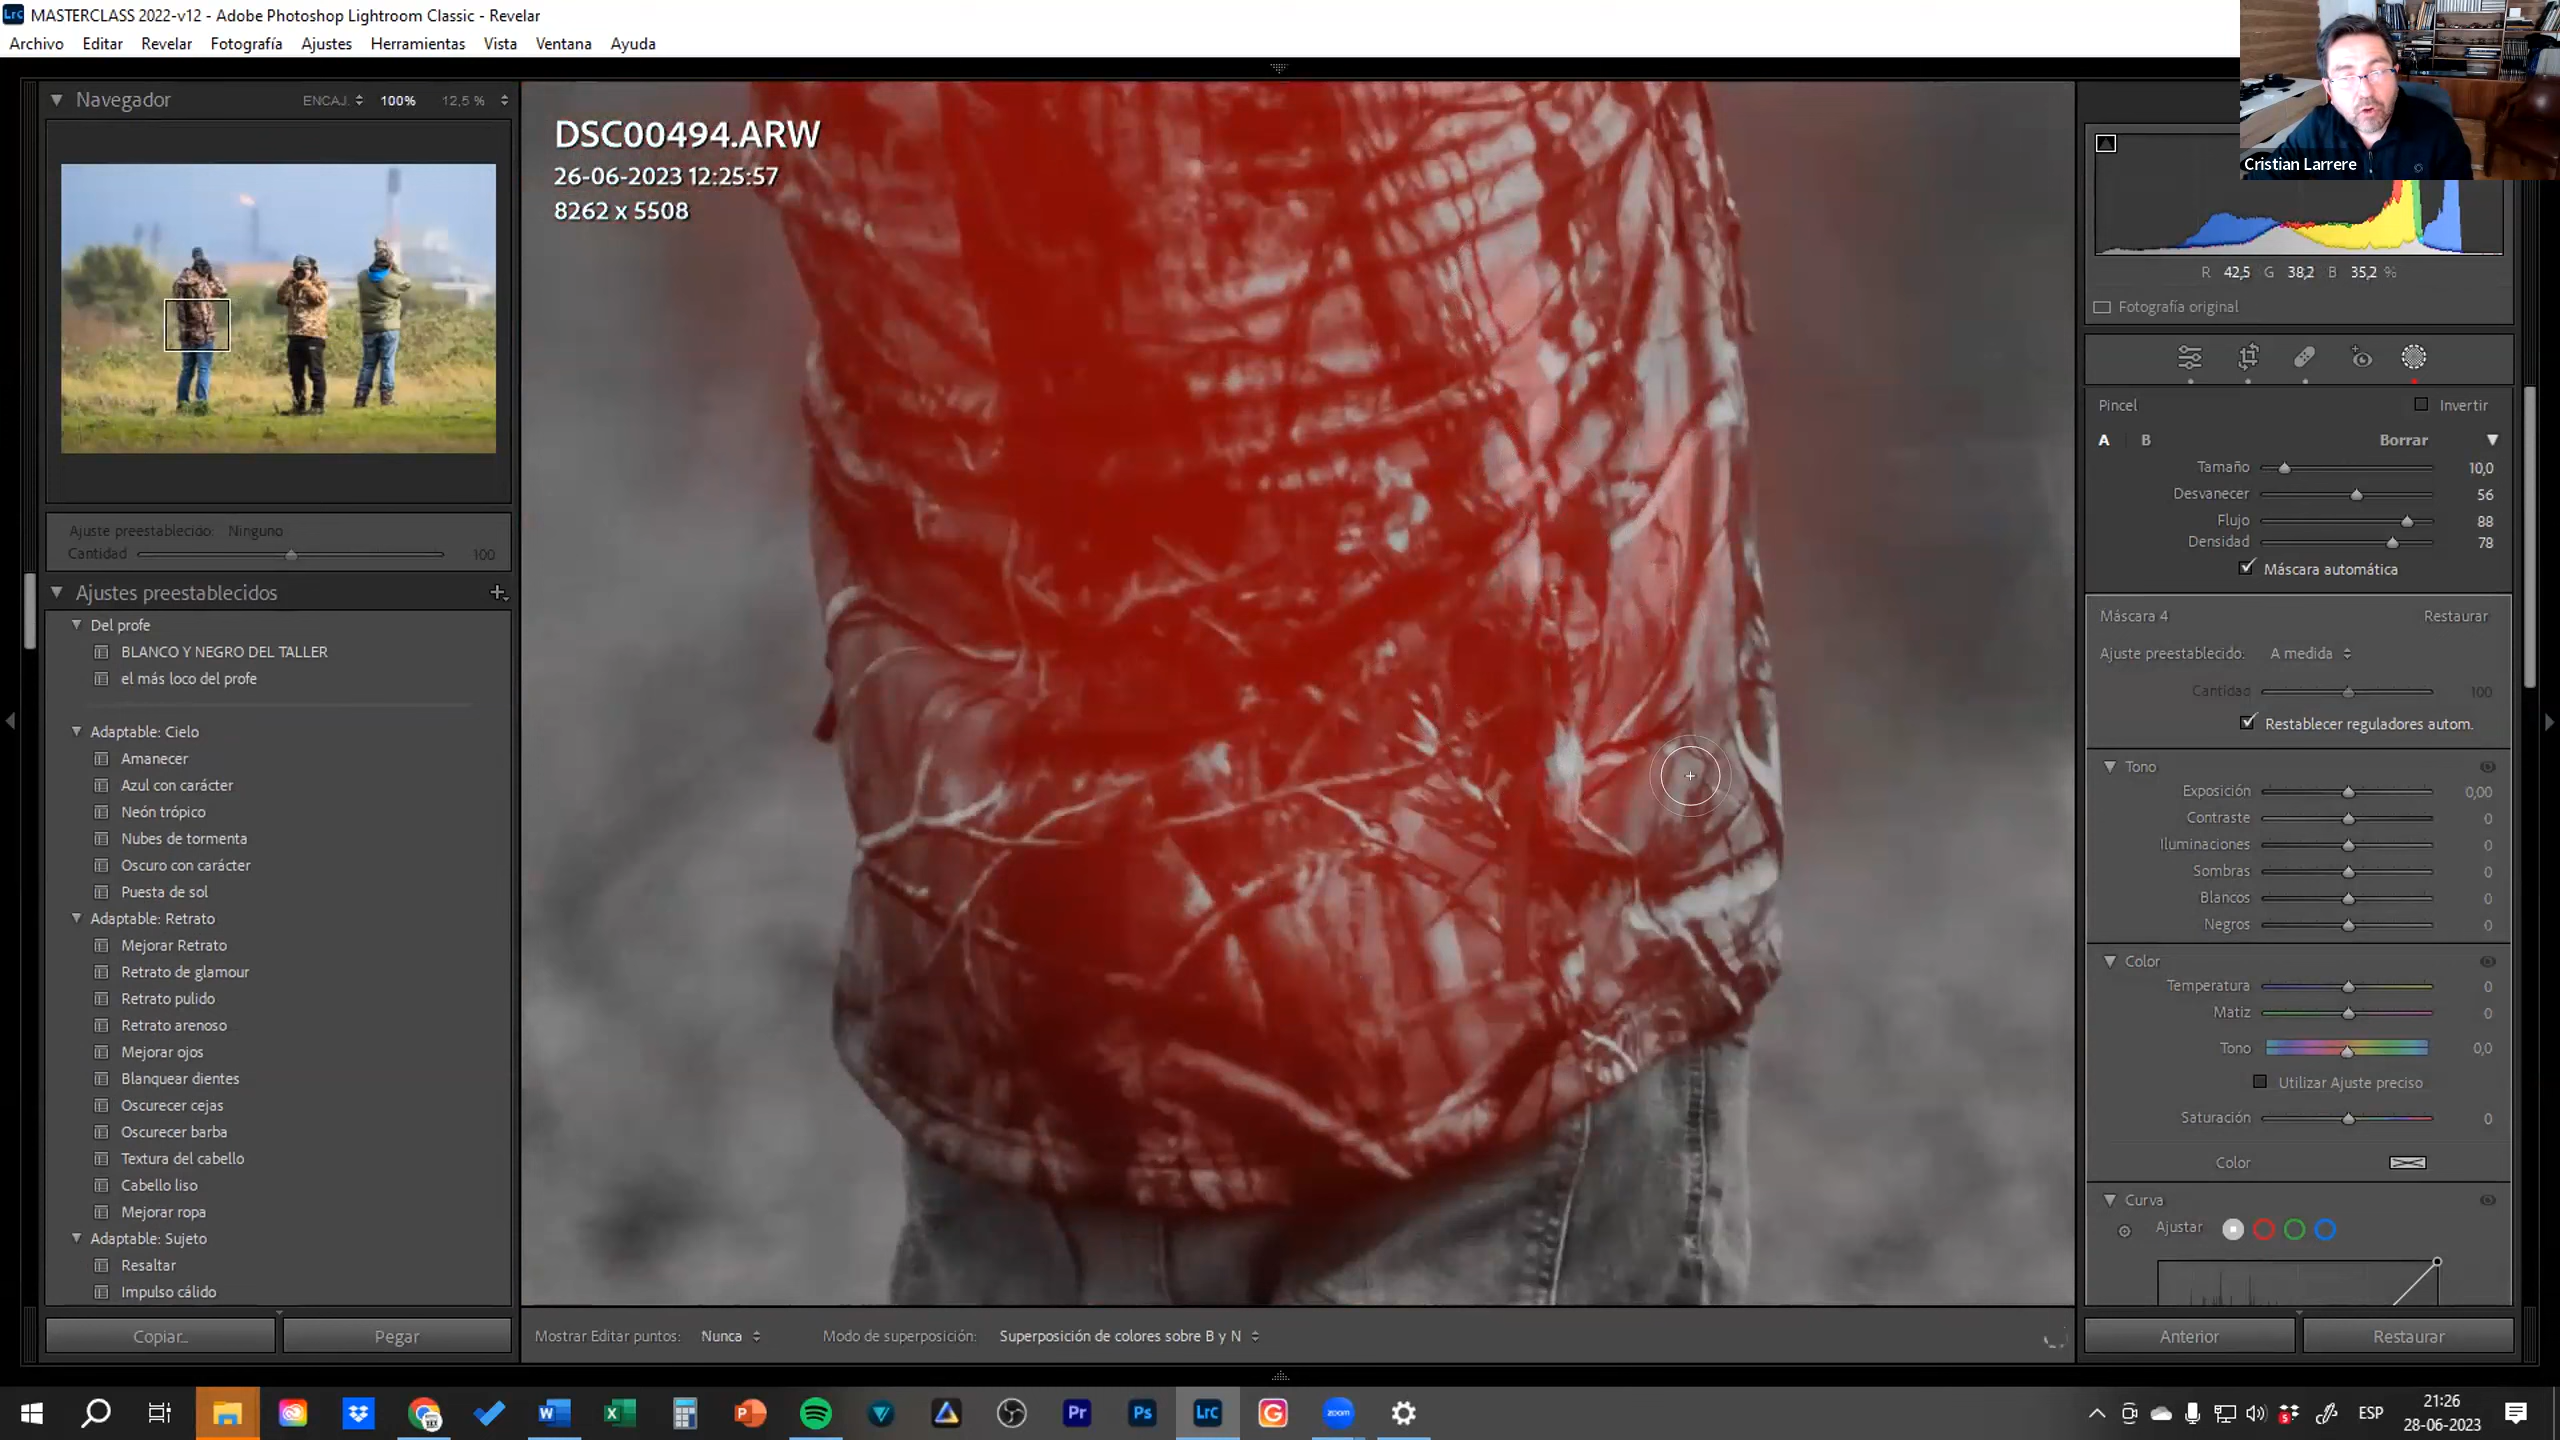 MASTERCLASS 2022-v12 - Adobe Photoshop Lightroom Classic - Revelar
Archivo Editar Revelar Fotografía Ajustes Herramientas Vista Ventana Ayuda
Cristian Larrere
Navegador ENCAJ. 100% 12,5 %
DSC00494.ARW
26-06-2023 12:25:57
8262 x 5508
Ajuste preestablecido: Ninguno
Cantidad 100
Ajustes preestablecidos
Del profe
BLANCO Y NEGRO DEL TALLER
el más loco del profe
Adaptable: Cielo
Amanecer
Azul con carácter
Neón trópico
Nubes de tormenta
Oscuro con carácter
Puesta de sol
Adaptable: Retrato
Mejorar Retrato
Retrato de glamour
Retrato pulido
Retrato arenoso
Mejorar ojos
Blanquear dientes
Oscurecer cejas
Oscurecer barba
Textura del cabello
Cabello liso
Mejorar ropa
Adaptable: Sujeto
Resaltar
Impulso cálido
Copiar... Pegar
Mostrar Editar puntos: Nunca Modo de superposición: Superposición de colores sobre B y N
R 42,5 G 38,2 B 35,2 %
Fotografía original
Pincel Invertir
A B Borrar
Tamaño 10,0
Desvanecer 56
Flujo 88
Densidad 78
Máscara automática
Máscara 4 Restaurar
Ajuste preestablecido: A medida
Cantidad 100
Restablecer reguladores autom.
Tono
Exposición 0,00
Contraste 0
Iluminaciones 0
Sombras 0
Blancos 0
Negros 0
Color
Temperatura 0
Matiz 0
Tono 0,0
Utilizar Ajuste preciso
Saturación 0
Color
Curva
Ajustar
Anterior Restaurar
W X P Pr Ps LrC G zoom
ESP
21:26
28-06-2023